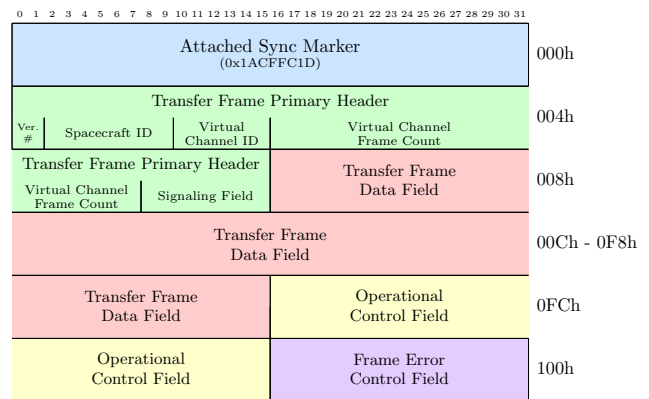 0 1 2 3 4 5 6 7 8 9 10 11 12 13 14 15 16 17 18 19 20 21 22 23 24 25 26 27 28 29 30 31
Attached Sync Marker
(0x1ACFFC1D)
000h
Transfer Frame Primary Header
004h
Ver.
#
Spacecraft ID
Virtual
Channel ID
Virtual Channel
Frame Count
Transfer Frame Primary Header
Virtual Channel
Frame Count
Signaling Field
Transfer Frame
Data Field
008h
Transfer Frame
Data Field
00Ch - 0F8h
Transfer Frame
Data Field
Operational
Control Field
0FCh
Operational
Control Field
Frame Error
Control Field
100h